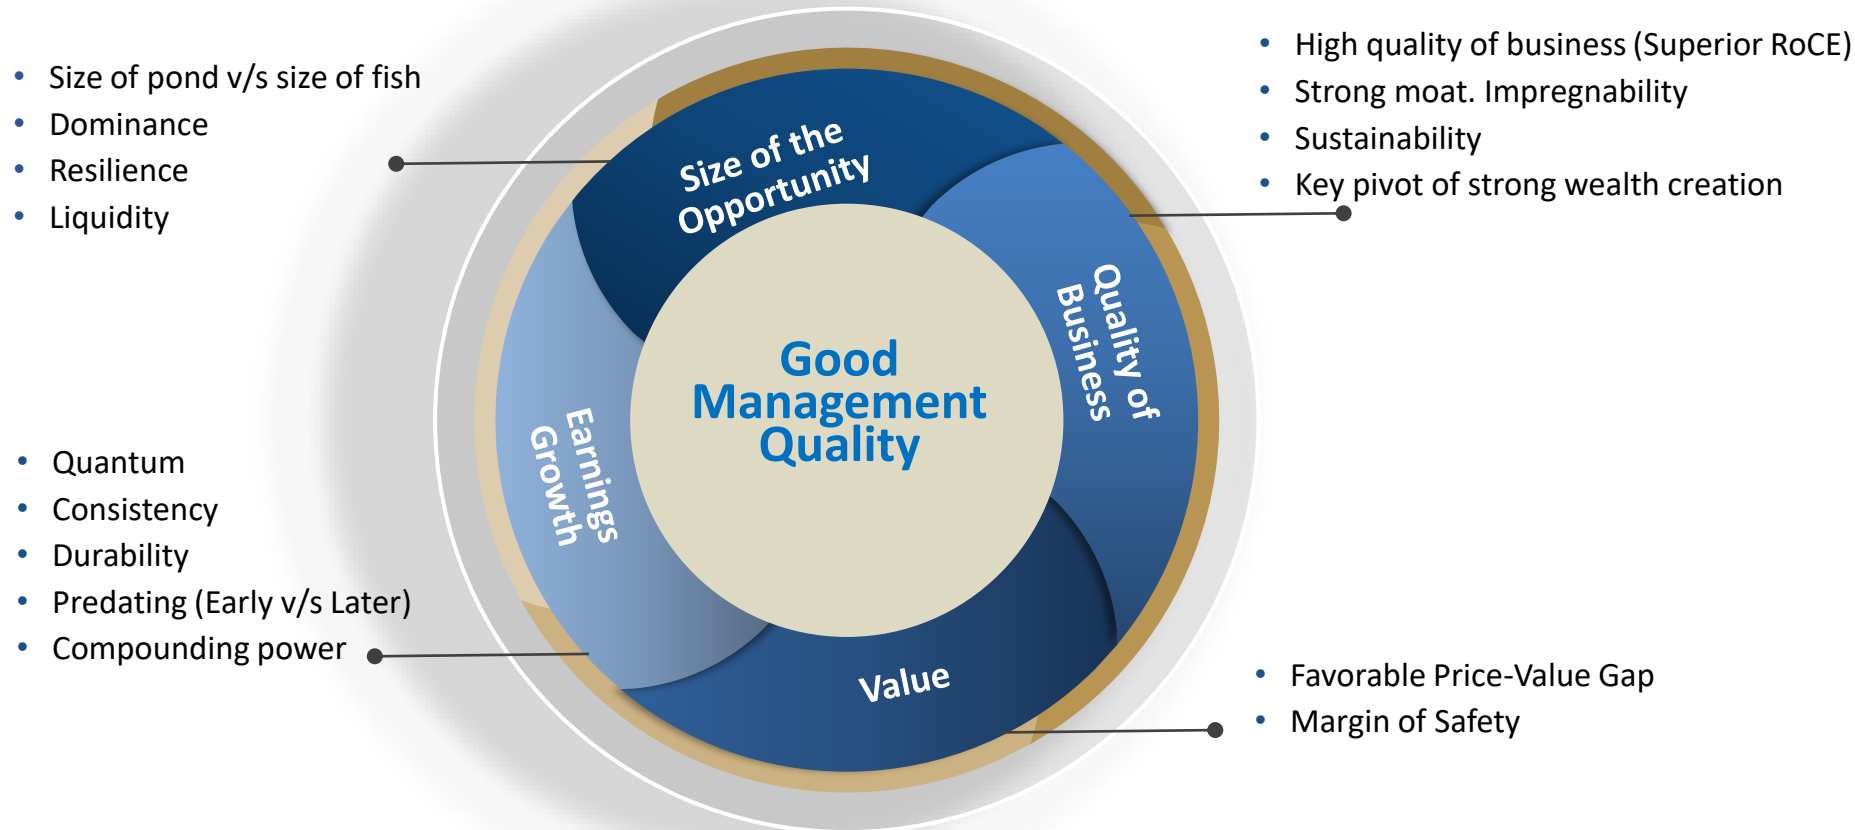 • Size of pond v/s size of fish
• Dominance
• Resilience
• Liquidity
• High quality of business (Superior RoCE)
• Strong moat. Impregnability
• Sustainability
• Key pivot of strong wealth creation
Size of the
Opportunity
Quality of
Business
Good
Management
Quality
Earnings
Growth
Value
• Quantum
• Consistency
• Durability
• Predating (Early v/s Later)
• Compounding power
• Favorable Price-Value Gap
• Margin of Safety